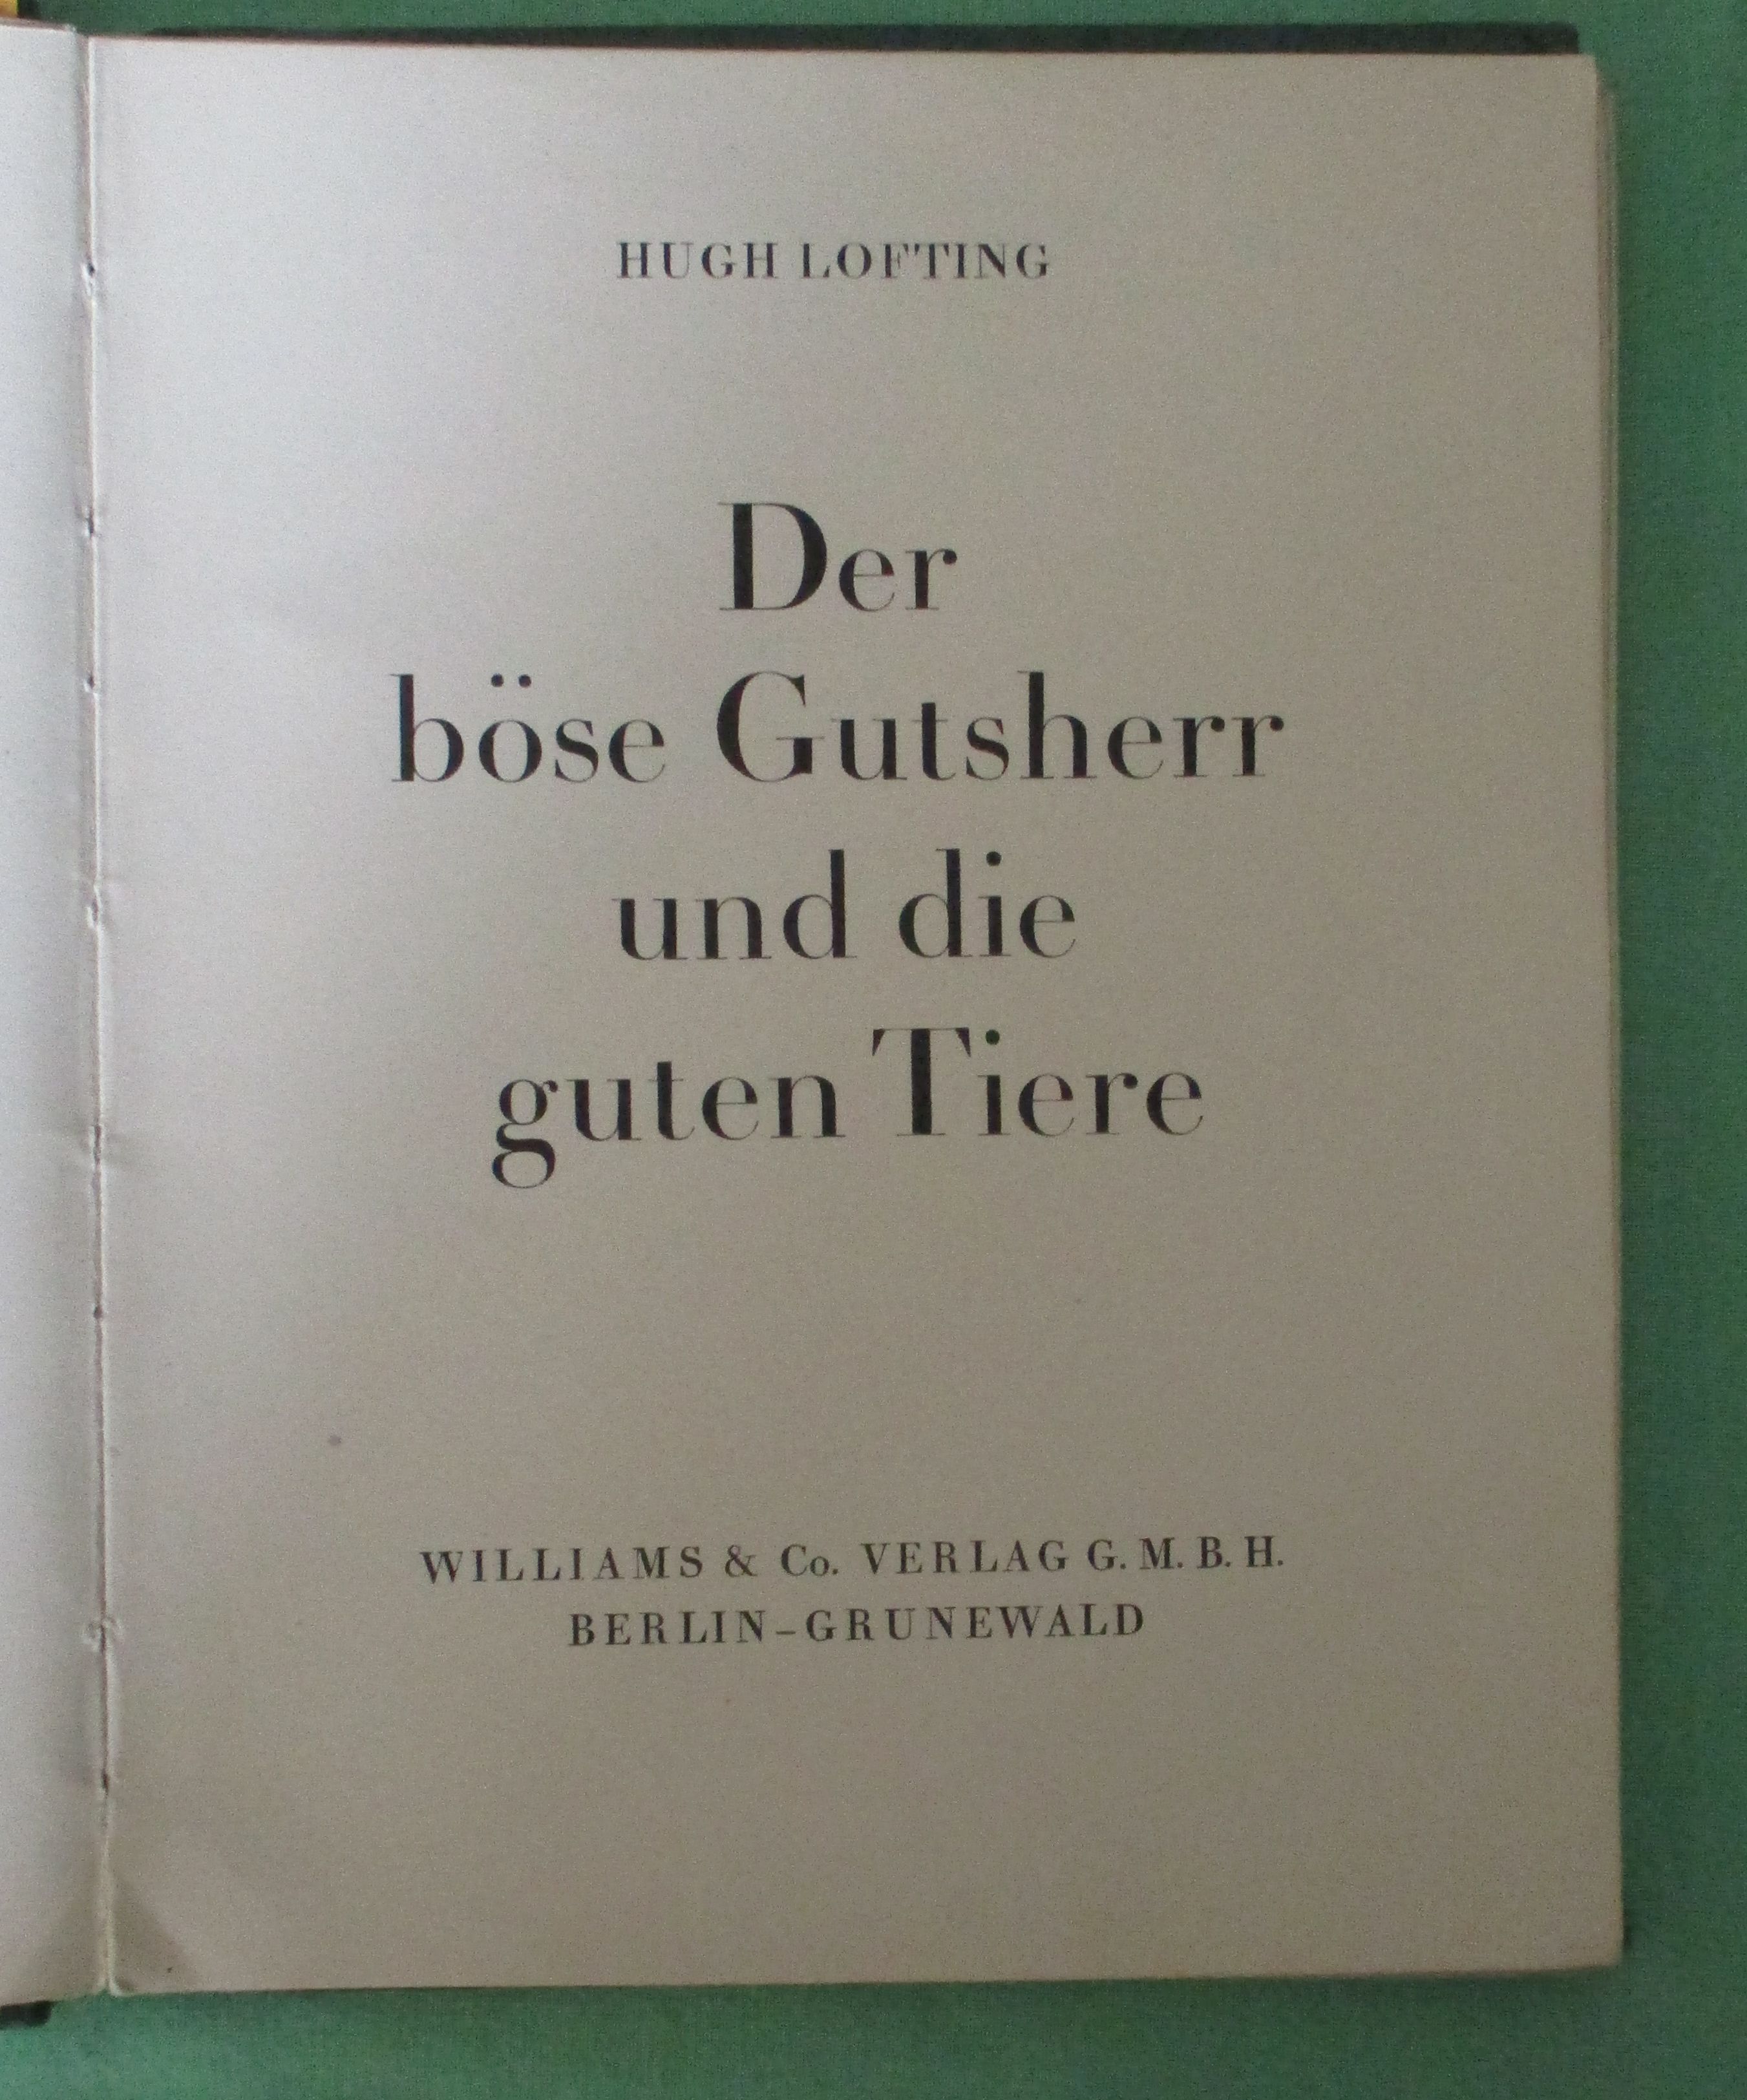 HUGH LOFTING
Der
böse Gutsherr
und die
guten Tiere
WILLIAMS & Co. VERLAG G. M. B. H.
BERLIN–GRUNEWALD